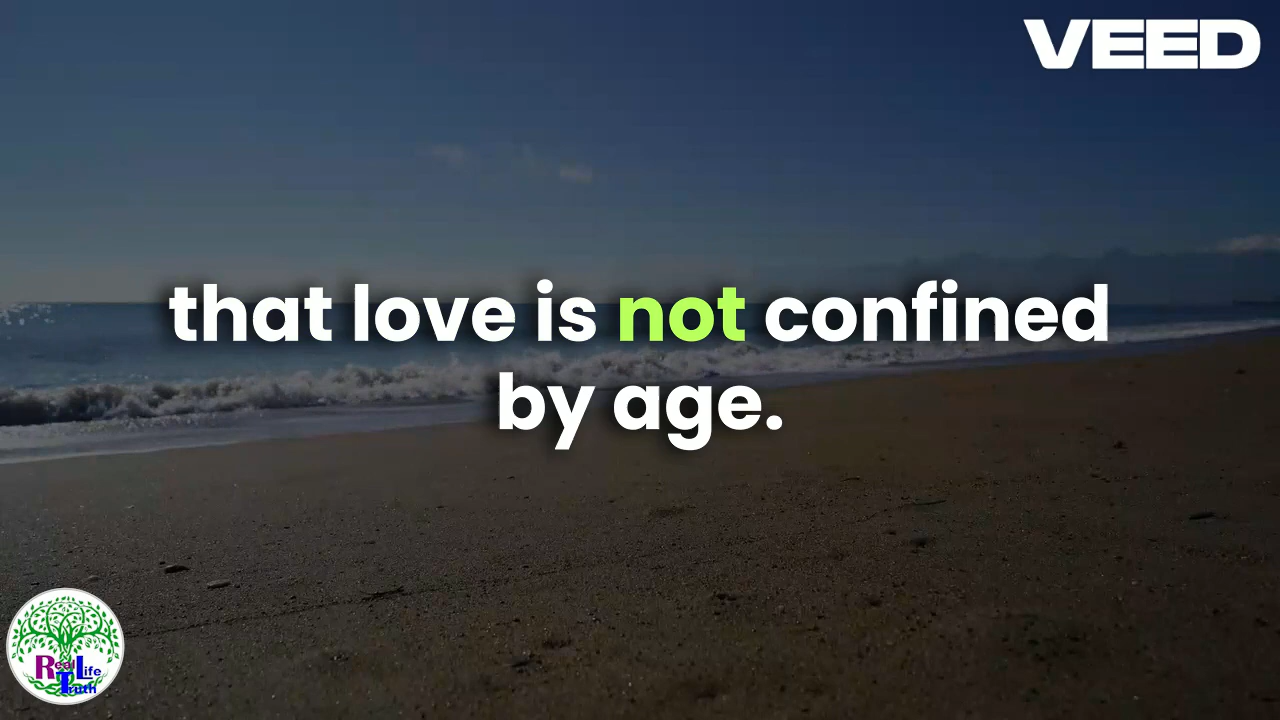 VEED
that love is not confined
by age.
Real Life
Truth